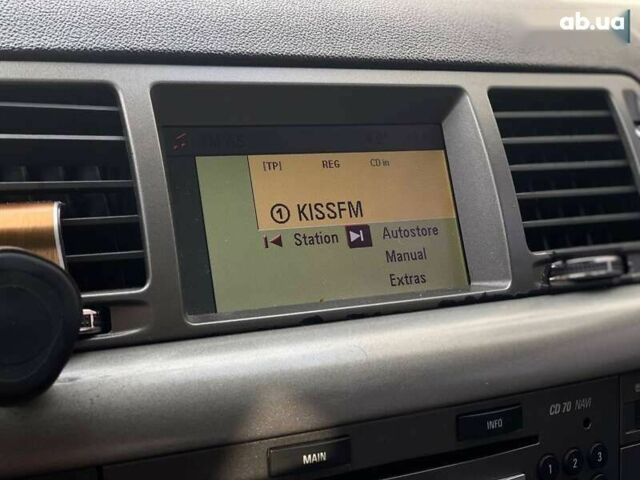 ab.ua
[TP] REG CD in
1 KISSFM
Station Autostore
Manual
Extras
CD 70 NAVI
INFO
MAIN
1 2 3